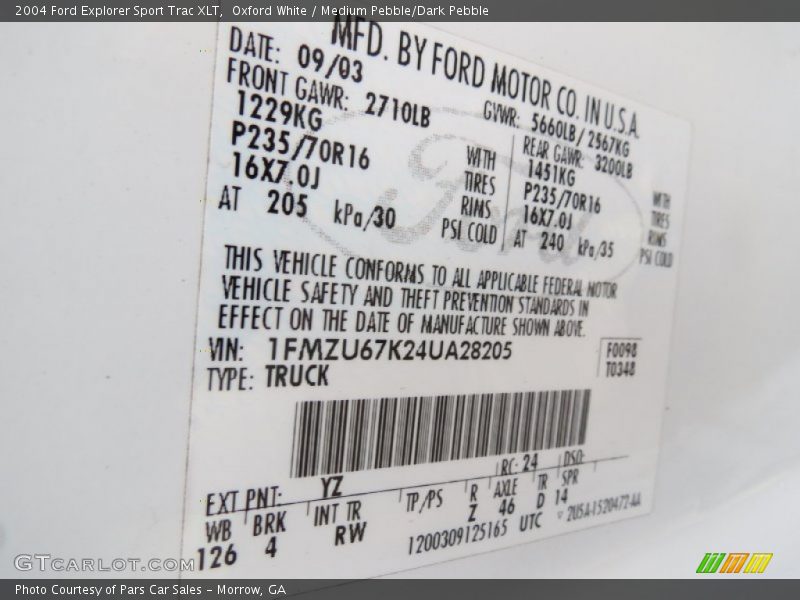 2004 Ford Explorer Sport Trac XLT,  Oxford White / Medium Pebble/Dark Pebble
MFD. BY FORD MOTOR CO. IN U.S.A.
DATE: 09/03
GVWR: 5660LB/ 2567KG
FRONT GAWR: 2710LB
REAR GAWR: 3200LB
1229KG WITH
1451KG WITH
P235/70R16 TIRES
P235/70R16 TIRES
16X7.0J RIMS
16X7.0J RIMS
AT 205 kPa/30 PSI COLD
AT 240 kPa/35 PSI COLD
Ford
THIS VEHICLE CONFORMS TO ALL APPLICABLE FEDERAL MOTOR
VEHICLE SAFETY AND THEFT PREVENTION STANDARDS IN
EFFECT ON THE DATE OF MANUFACTURE SHOWN ABOVE.
VIN: 1FMZU67K24UA28205
F0098
TYPE: TRUCK
T0348
EXT PNT: YZ RC: 24 DSO:
WB BRK INT TR TP/PS R AXLE TR SPR
126 4 RW Z 46 D 14
1200309125165 UTC 2U5A-1520472-AA
GTCARLOT.COM
Photo Courtesy of Pars Car Sales - Morrow, GA